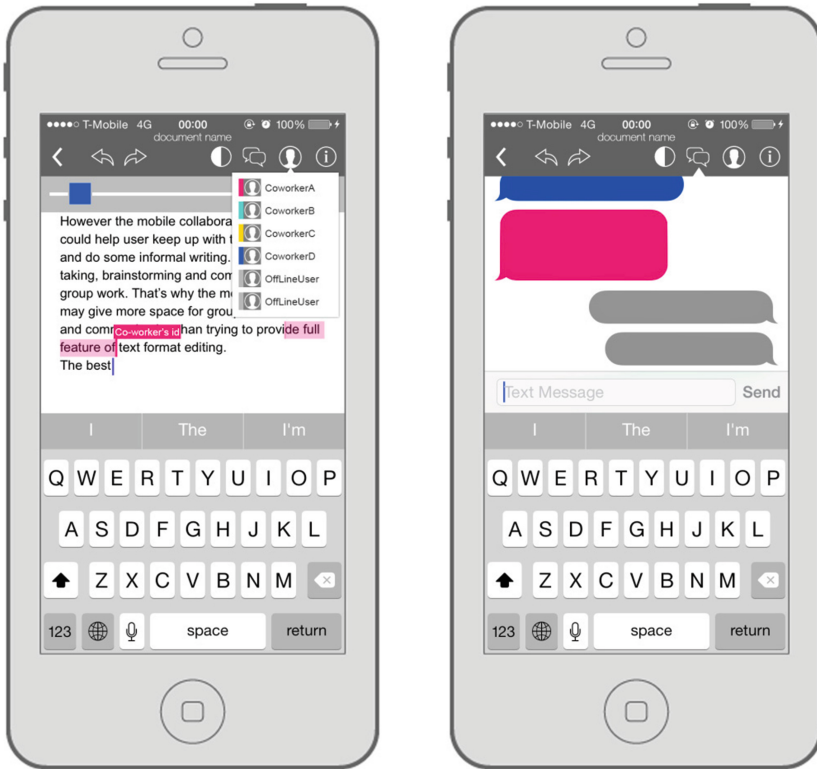 T-Mobile 4G 00:00 100%
document name
CoworkerA
CoworkerB
CoworkerC
CoworkerD
OffLineUser
OffLineUser
However the mobile collabora
could help user keep up with
and do some informal writing.
taking, brainstorming and com
group work. That's why the m
may give more space for grou
and comm Co-worker's id han trying to provide full
feature of text format editing.
The best
I The I'm
Q W E R T Y U I O P
A S D F G H J K L
Z X C V B N M
123 space return
T-Mobile 4G 00:00 100%
document name
Text Message Send
I The I'm
Q W E R T Y U I O P
A S D F G H J K L
Z X C V B N M
123 space return